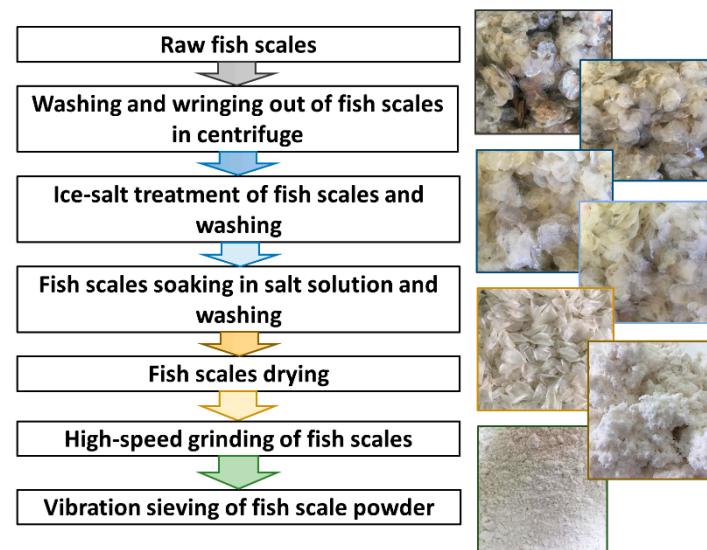 Raw fish scales
Washing and wringing out of fish scales
in centrifuge
Ice-salt treatment of fish scales and
washing
Fish scales soaking in salt solution and
washing
Fish scales drying
High-speed grinding of fish scales
Vibration sieving of fish scale powder